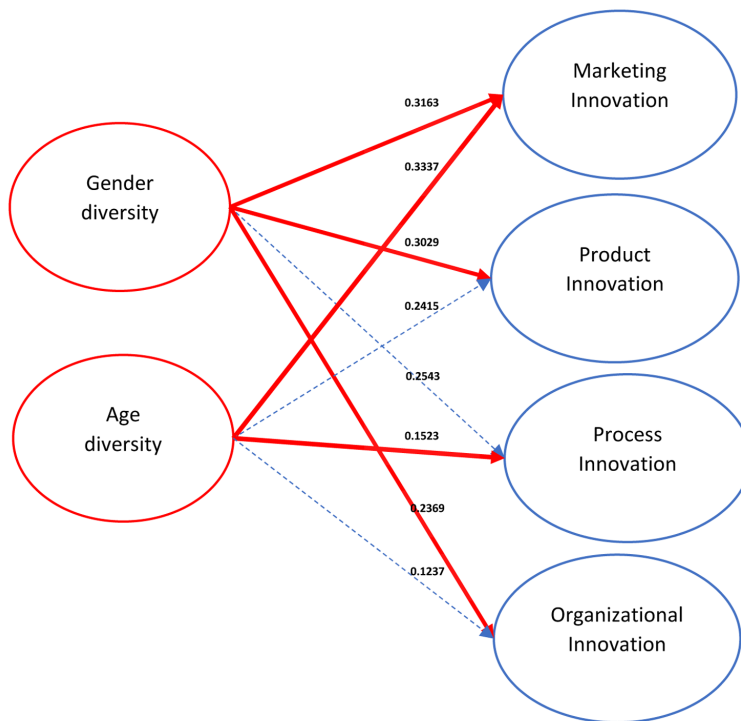 Marketing
Innovation
0.3163
0.3337
Gender
diversity
0.3029
Product
Innovation
0.2415
0.2543
Age
diversity
0.1523
Process
Innovation
0.2369
0.1237
Organizational
Innovation